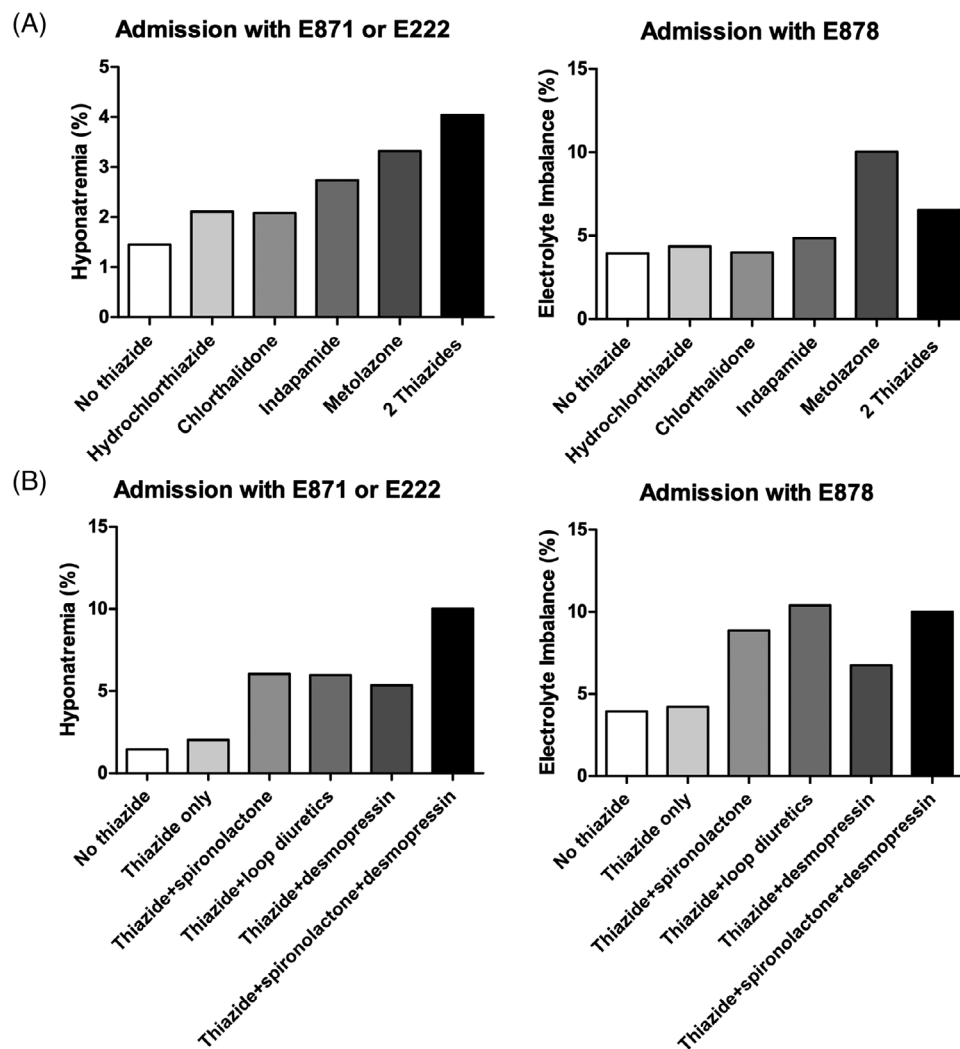 (A)
Admission with E871 or E222
Hyponatremia (%)
5
4
3
2
1
0
No thiazide
Hydrochlorthiazide
Chlorthalidone
Indapamide
Metolazone
2 Thiazides
Admission with E878
Electrolyte Imbalance (%)
15
10
5
0
No thiazide
Hydrochlorthiazide
Chlorthalidone
Indapamide
Metolazone
2 Thiazides
(B)
Admission with E871 or E222
Hyponatremia (%)
15
10
5
0
No thiazide
Thiazide only
Thiazide+spironolactone
Thiazide+loop diuretics
Thiazide+desmopressin
Thiazide+spironolactone+desmopressin
Admission with E878
Electrolyte Imbalance (%)
15
10
5
0
No thiazide
Thiazide only
Thiazide+spironolactone
Thiazide+loop diuretics
Thiazide+desmopressin
Thiazide+spironolactone+desmopressin